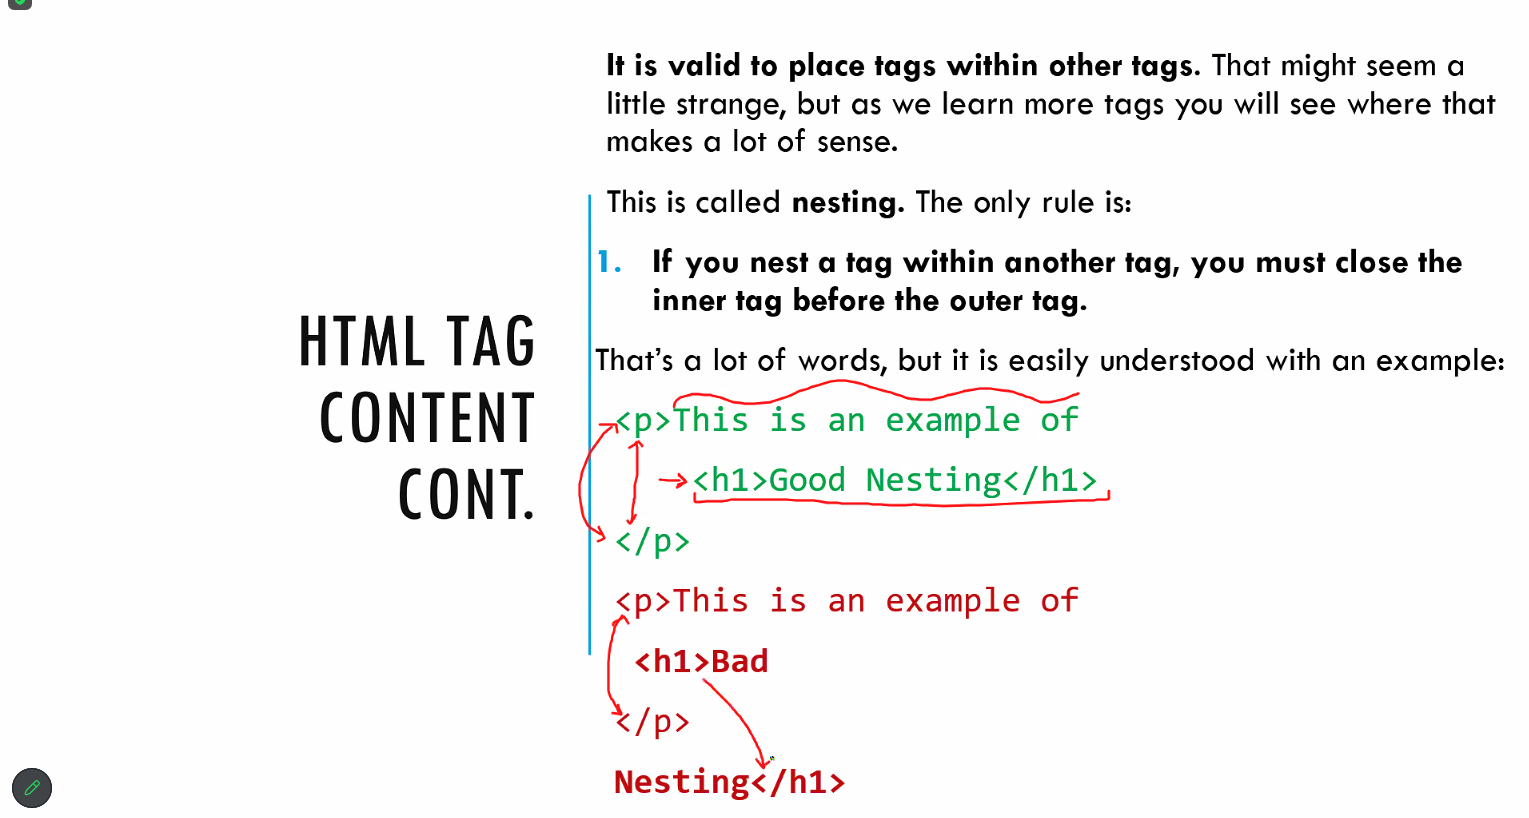 It is valid to place tags within other tags. That might seem a
little strange, but as we learn more tags you will see where that
makes a lot of sense.
This is called nesting. The only rule is:
1. If you nest a tag within another tag, you must close the
inner tag before the outer tag.
That’s a lot of words, but it is easily understood with an example:
HTML TAG
CONTENT
CONT.
<p>This is an example of
<h1>Good Nesting</h1>
</p>
<p>This is an example of
<h1>Bad
</p>
Nesting</h1>